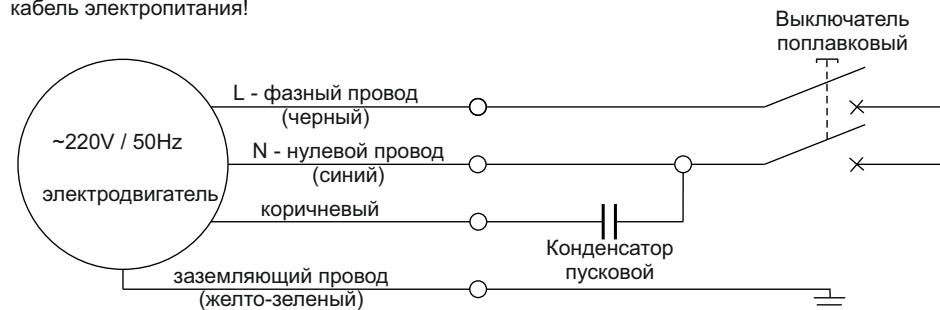 кабель электропитания!
Выключатель
поплавковый
L - фазный провод
(черный)
~220V / 50Hz
N - нулевой провод
(синий)
электродвигатель
коричневый
Конденсатор
пусковой
заземляющий провод
(желто-зеленый)